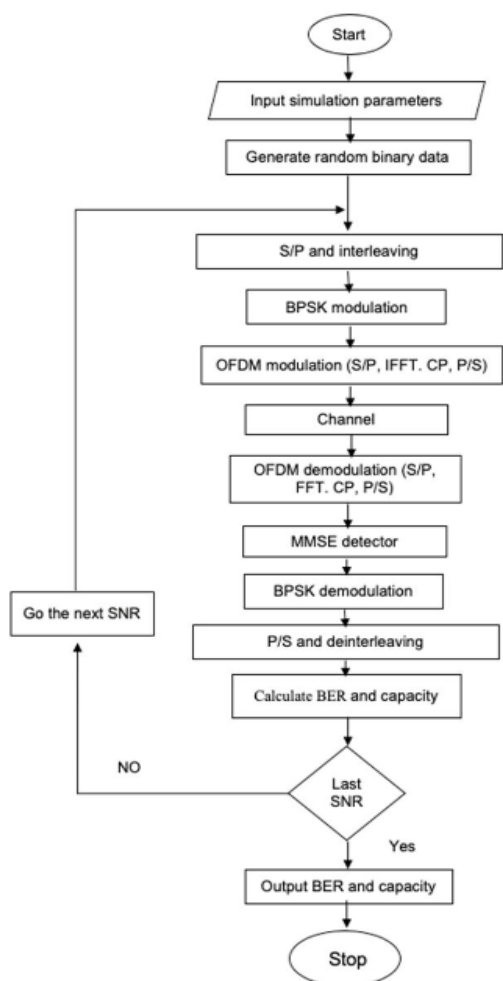 Start
Input simulation parameters
Generate random binary data
S/P and interleaving
BPSK modulation
OFDM modulation (S/P, IFFT. CP, P/S)
Channel
OFDM demodulation (S/P,
FFT. CP, P/S)
MMSE detector
BPSK demodulation
Go the next SNR
P/S and deinterleaving
Calculate BER and capacity
NO
Last
SNR
Yes
Output BER and capacity
Stop